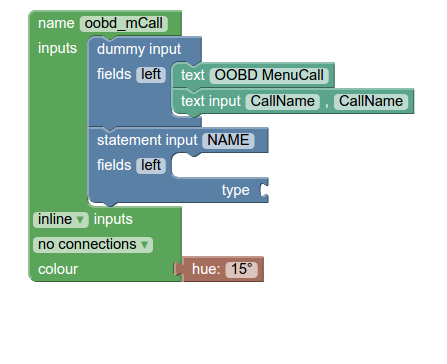 name oobd_mCall
inputs dummy input
fields left text OOBD MenuCall
text input CallName , CallName
statement input NAME
fields left
type
inline ▾ inputs
no connections ▾
colour hue: 15°